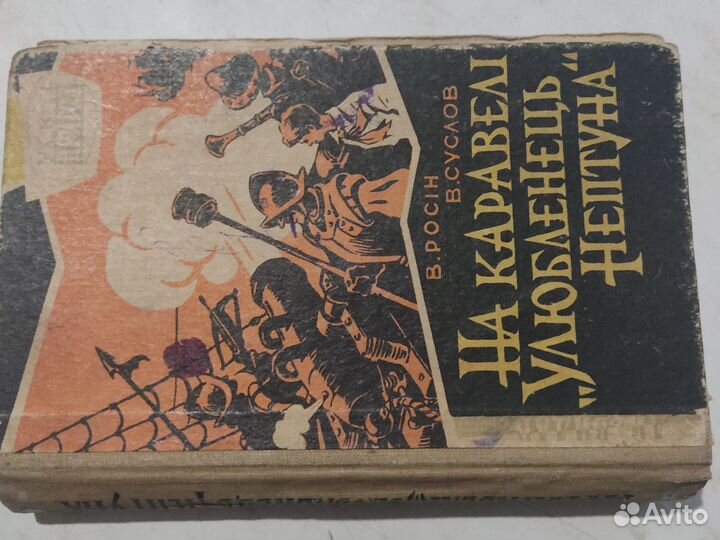 В. РОСІН
В. СУСЛОВ
НА КАРАВЕЛІ
„УЛЮБЛЕНЕЦЬ
НЕПТУНА“
Avito